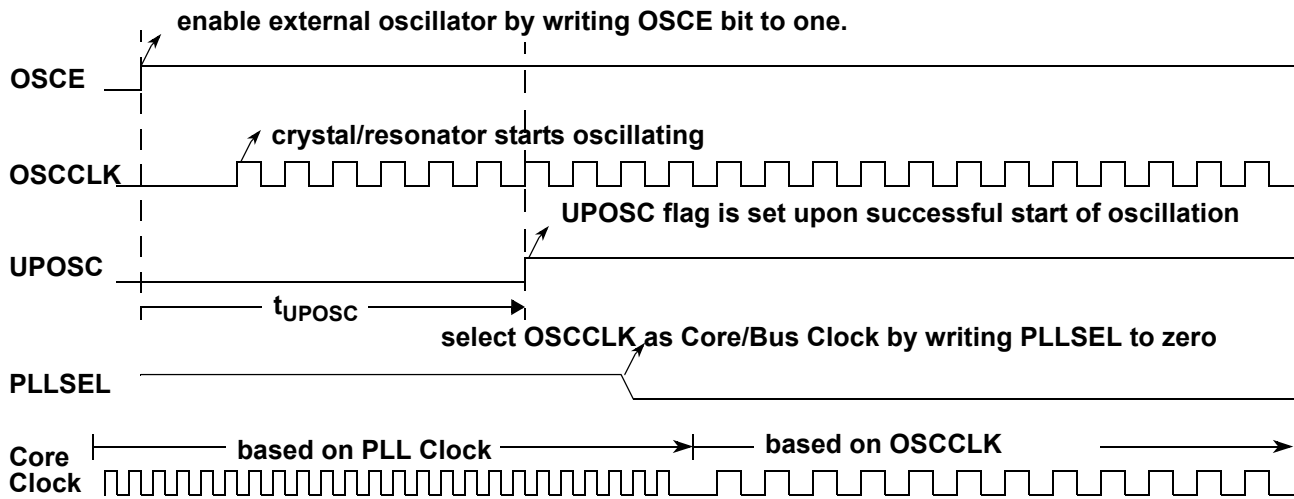 enable external oscillator by writing OSCE bit to one.
OSCE
crystal/resonator starts oscillating
OSCCLK
UPOSC flag is set upon successful start of oscillation
UPOSC
tUPOSC
select OSCCLK as Core/Bus Clock by writing PLLSEL to zero
PLLSEL
based on PLL Clock
based on OSCCLK
Core
Clock